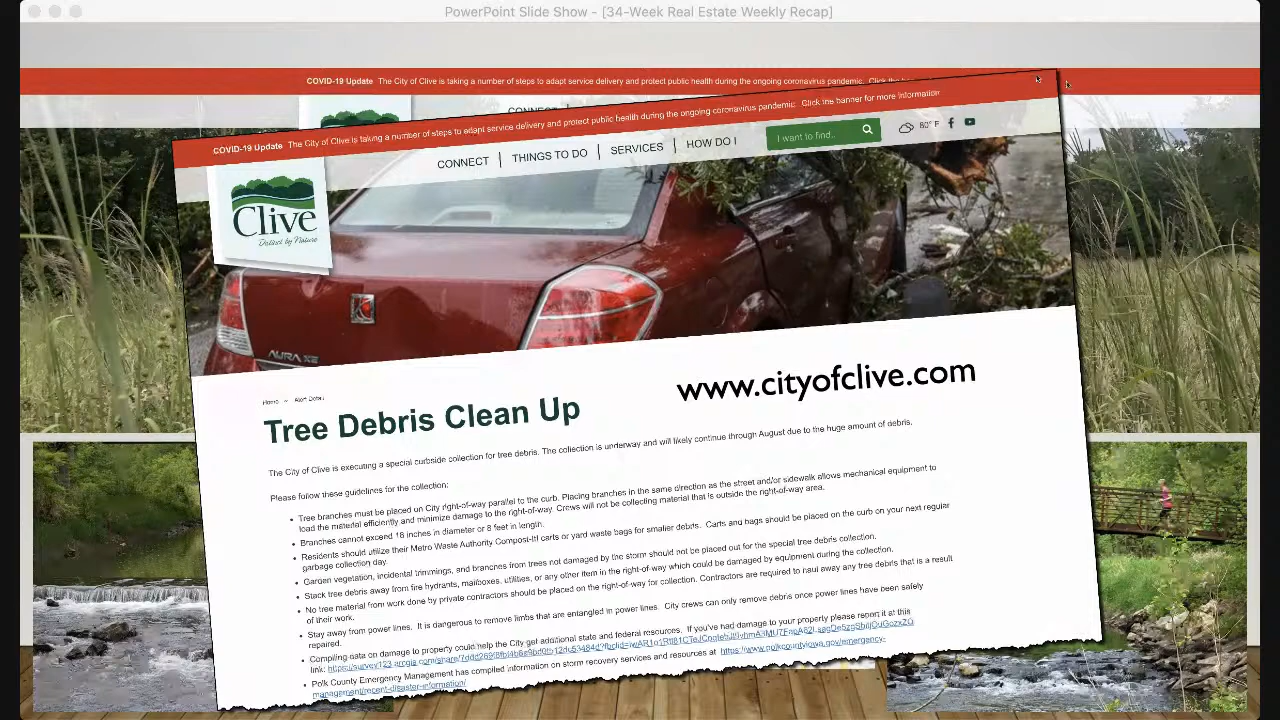 PowerPoint Slide Show - [34-Week Real Estate Weekly Recap]
COVID-19 Update The City of Clive is taking a number of steps to adapt service delivery and protect public health during the ongoing coronavirus pandemic. Click the
CONNECT
COVID-19 Update The City of Clive is taking a number of steps to adapt service delivery and protect public health during the ongoing coronavirus pandemic. Click the banner for more information
CONNECT | THINGS TO DO | SERVICES | HOW DO I
I want to find..
80° F
Clive
Distinct by Nature
AURA XE
Home Alert Detail
www.cityofclive.com
Tree Debris Clean Up
The City of Clive is executing a special curbside collection for tree debris. The collection is underway and will likely continue through August due to the huge amount of debris.
Please follow these guidelines for the collection:
• Tree branches must be placed on City right-of-way parallel to the curb. Placing branches in the same direction as the street and/or sidewalk allows mechanical equipment to
load the material efficiently and minimize damage to the right-of-way. Crews will not be collecting material that is outside the right-of-way area.
• Branches cannot exceed 18 inches in diameter or 8 feet in length.
• Residents should utilize their Metro Waste Authority Compost-It! carts or yard waste bags for smaller debris. Carts and bags should be placed on the curb on your next regular
garbage collection day.
• Garden vegetation, incidental trimmings, and branches from trees not damaged by the storm should not be placed out for the special tree debris collection.
• Stack tree debris away from fire hydrants, mailboxes, utilities, or any other item in the right-of-way which could be damaged by equipment during the collection.
• No tree material from work done by private contractors should be placed on the right-of-way for collection. Contractors are required to haul away any tree debris that is a result
of their work.
• Stay away from power lines. It is dangerous to remove limbs that are entangled in power lines. City crews can only remove debris once power lines have been safely
repaired.
• Compiling data on damage to property could help the City get additional state and federal resources. If you've had damage to your property please report it at this
link:
• Polk County Emergency Management has compiled information on storm recovery services and resources at https://www.polkcountyiowa.gov/emergency-
management/recent-disaster-information/